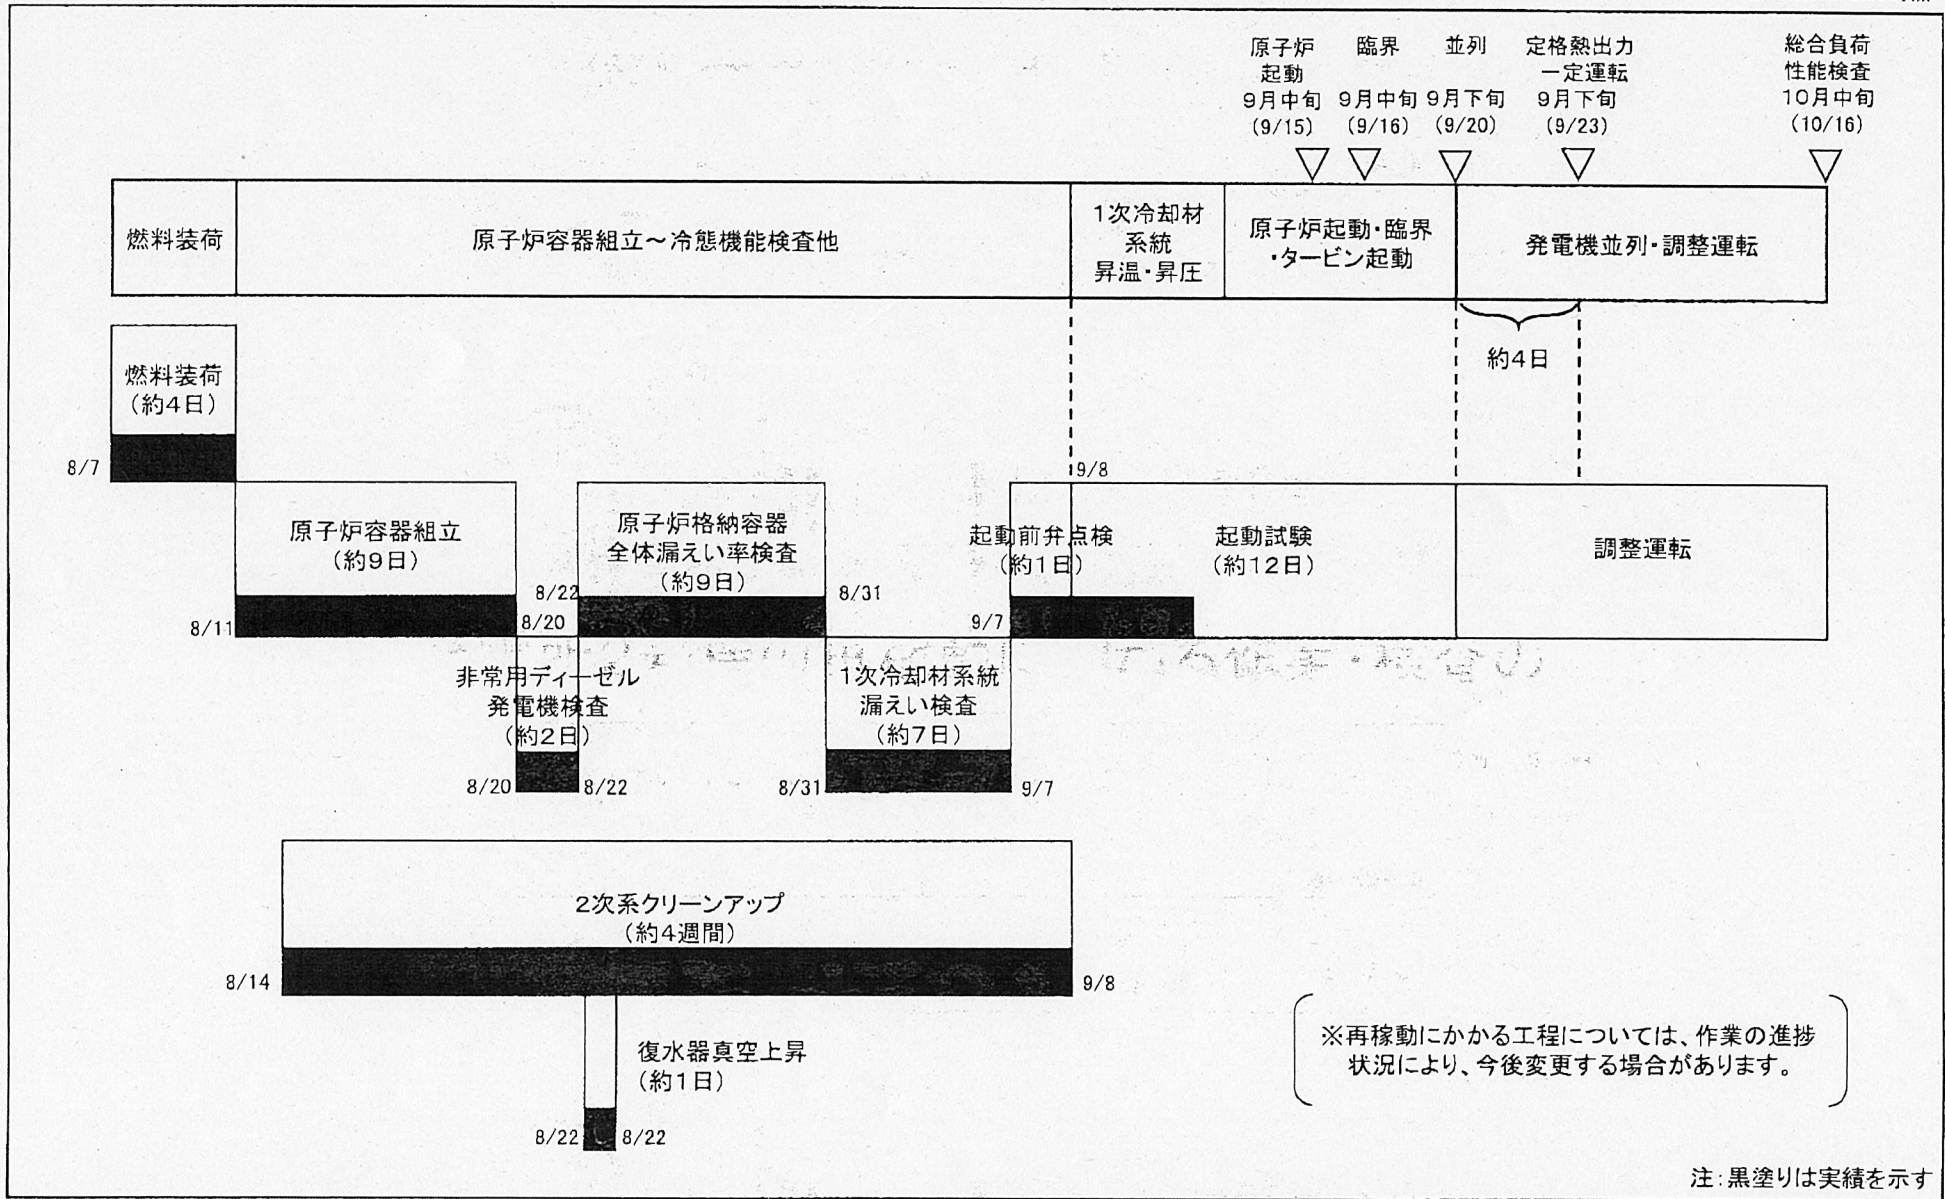 原子炉
起動
9月中旬
(9/15)
臨界
9月中旬
(9/16)
並列
9月下旬
(9/20)
定格熱出力
一定運転
9月下旬
(9/23)
総合負荷
性能検査
10月中旬
(10/16)
燃料装荷
原子炉容器組立～冷態機能検査他
1次冷却材
系統
昇温・昇圧
原子炉起動・臨界
・タービン起動
発電機並列・調整運転
約4日
燃料装荷
(約4日)
8/7
9/8
原子炉容器組立
(約9日)
8/11
8/20
原子炉格納容器
全体漏えい率検査
(約9日)
8/22
8/31
起動前弁点検
(約1日)
9/7
起動試験
(約12日)
調整運転
非常用ディーゼル
発電機検査
(約2日)
8/20
8/22
1次冷却材系統
漏えい検査
(約7日)
8/31
9/7
2次系クリーンアップ
(約4週間)
8/14
9/8
復水器真空上昇
(約1日)
8/22
8/22
※再稼動にかかる工程については、作業の進捗
状況により、今後変更する場合があります。
注:黒塗りは実績を示す